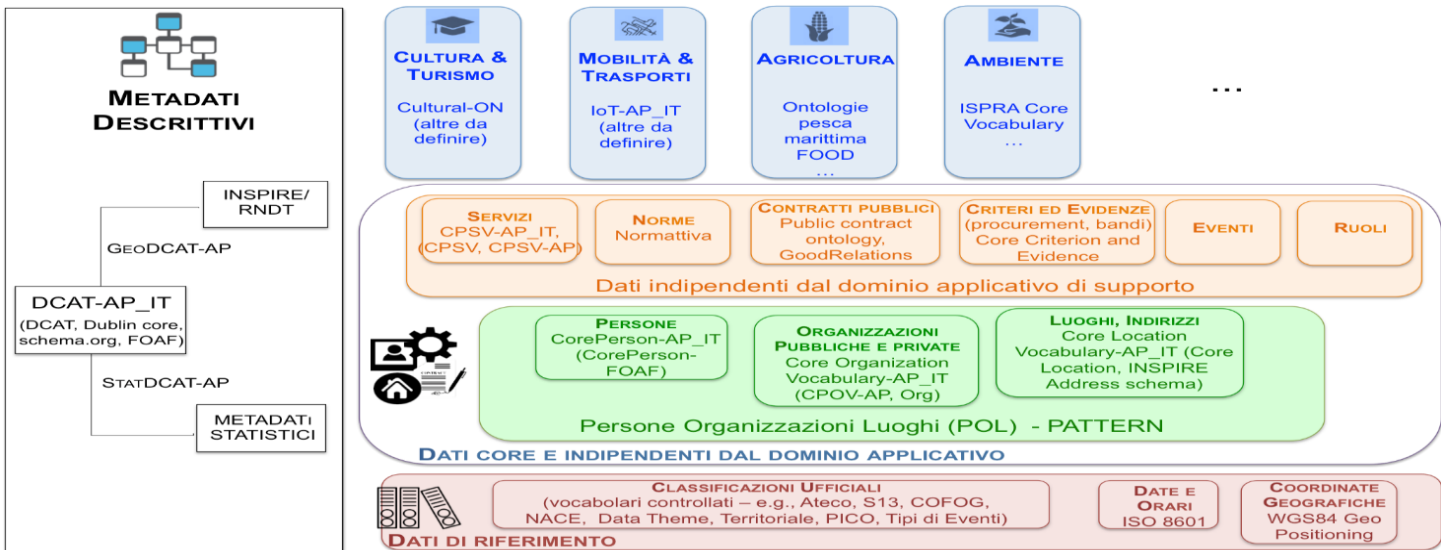 METADATI
DESCRITTIVI
INSPIRE/
RNDT
GEODCAT-AP
DCAT-AP_IT
(DCAT, Dublin core,
schema.org, FOAF)
STATDCAT-AP
METADATI
STATISTICI
CULTURA &
TURISMO
Cultural-ON
(altre da
definire)
MOBILITÀ &
TRASPORTI
IoT-AP_IT
(altre da
definire)
AGRICOLTURA
Ontologie
pesca
marittima
FOOD
...
AMBIENTE
ISPRA Core
Vocabulary
...
...
SERVIZI
CPSV-AP_IT,
(CPSV, CPSV-AP)
NORME
Normattiva
CONTRATTI PUBBLICI
Public contract
ontology,
GoodRelations
CRITERI ED EVIDENZE
(procurement, bandi)
Core Criterion and
Evidence
EVENTI
RUOLI
Dati indipendenti dal dominio applicativo di supporto
PERSONE
CorePerson-AP_IT
(CorePerson-
FOAF)
ORGANIZZAZIONI
PUBBLICHE E PRIVATE
Core Organization
Vocabulary-AP_IT
(CPOV-AP, Org)
LUOGHI, INDIRIZZI
Core Location
Vocabulary-AP_IT (Core
Location, INSPIRE
Address schema)
Persone Organizzazioni Luoghi (POL) - PATTERN
DATI CORE E INDIPENDENTI DAL DOMINIO APPLICATIVO
CLASSIFICAZIONI UFFICIALI
(vocabolari controllati – e.g., Ateco, S13, COFOG,
NACE, Data Theme, Territoriale, PICO, Tipi di Eventi)
DATE E
ORARI
ISO 8601
COORDINATE
GEOGRAFICHE
WGS84 Geo
Positioning
DATI DI RIFERIMENTO